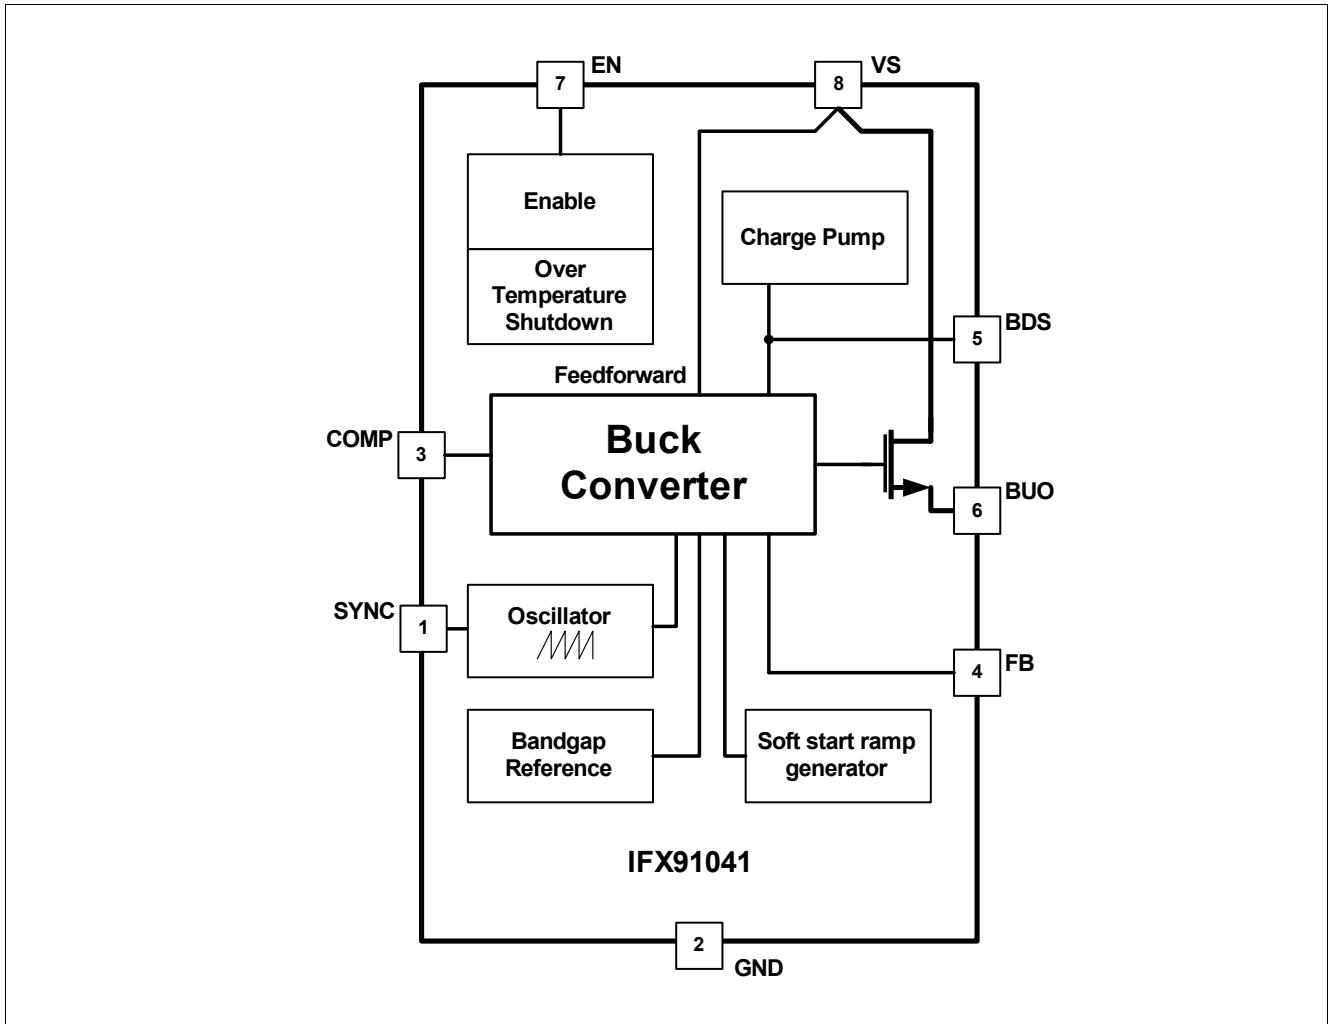 EN
7
VS
8
Enable
Charge Pump
Over
Temperature
Shutdown
BDS
5
Feedforward
COMP
3
Buck
Converter
BUO
6
SYNC
1
Oscillator
FB
4
Bandgap
Reference
Soft start ramp
generator
IFX91041
2
GND